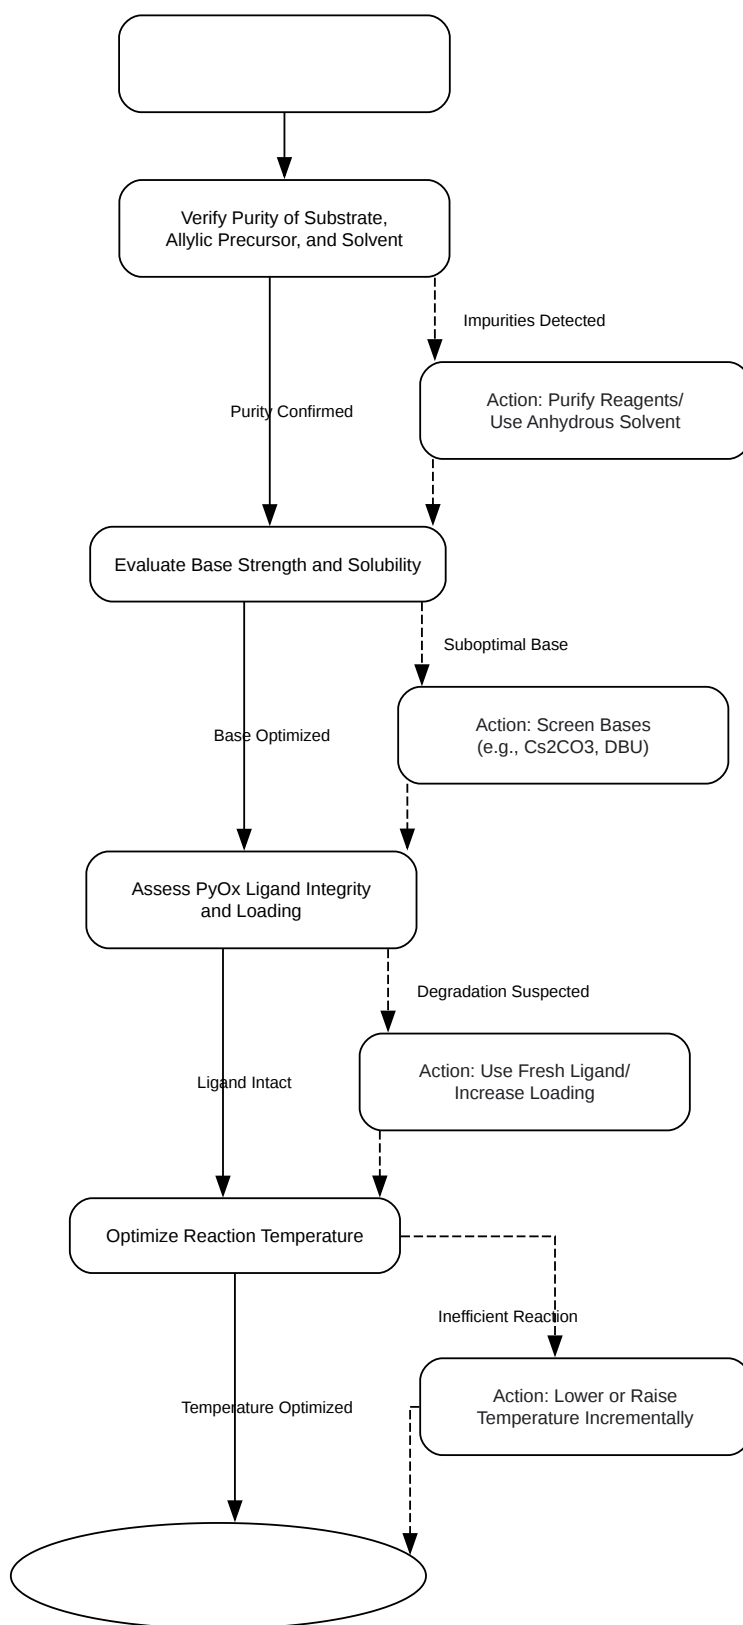 Verify Purity of Substrate,
Allylic Precursor, and Solvent
Impurities Detected
Action: Purify Reagents/
Use Anhydrous Solvent
Purity Confirmed
Evaluate Base Strength and Solubility
Suboptimal Base
Action: Screen Bases
(e.g., Cs2CO3, DBU)
Base Optimized
Assess PyOx Ligand Integrity
and Loading
Degradation Suspected
Action: Use Fresh Ligand/
Increase Loading
Ligand Intact
Optimize Reaction Temperature
Inefficient Reaction
Action: Lower or Raise
Temperature Incrementally
Temperature Optimized